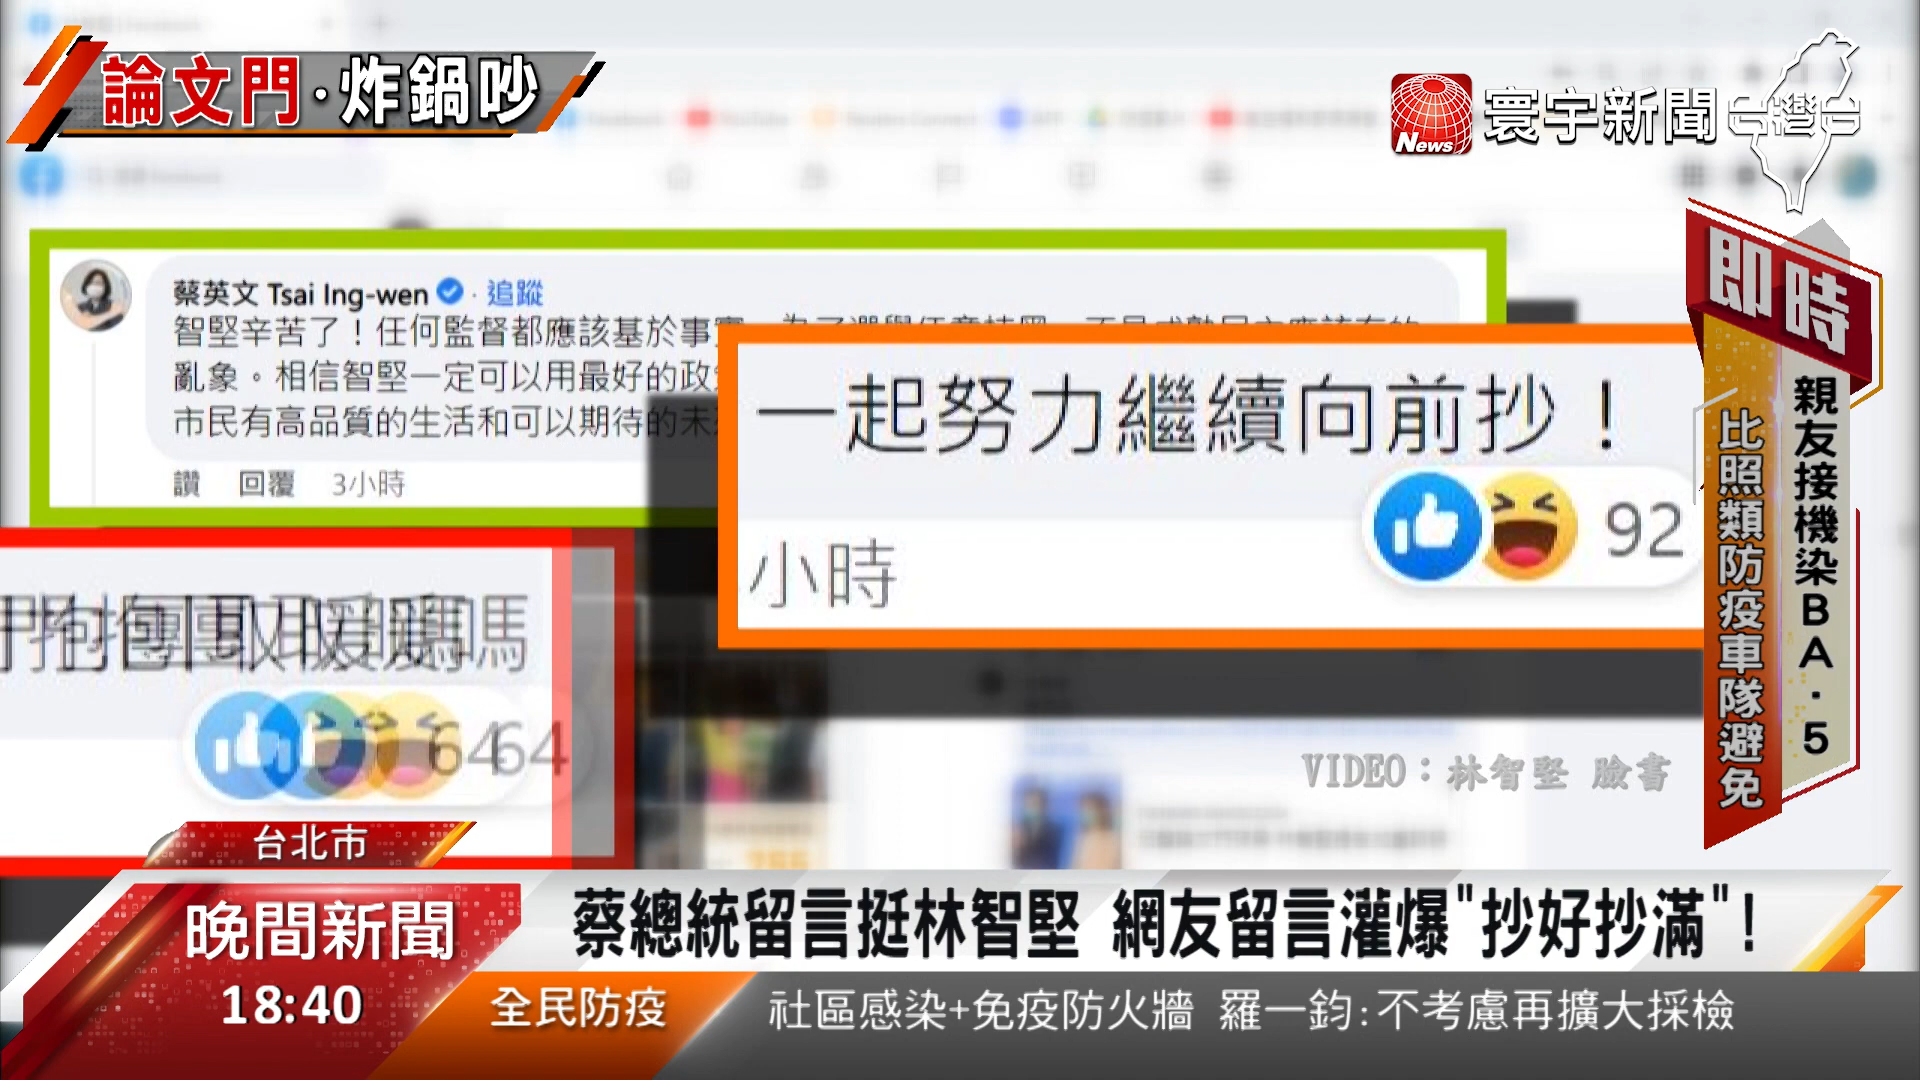 論文門·炸鍋吵
News 寰宇新聞 台灣台
即時
親友接機染BA.5
比照類防疫車隊避免
蔡英文 Tsai Ing-wen · 追蹤
智堅辛苦了！任何監督都應該基於事
亂象。相信智堅一定可以用最好的政
市民有高品質的生活和可以期待的未
讚 回覆 3小時
一起努力繼續向前抄！
92
小時
64
VIDEO：林智堅 臉書
台北市
晚間新聞
蔡總統留言挺林智堅 網友留言灌爆"抄好抄滿"！
18:40
全民防疫
社區感染+免疫防火牆 羅一鈞:不考慮再擴大採檢